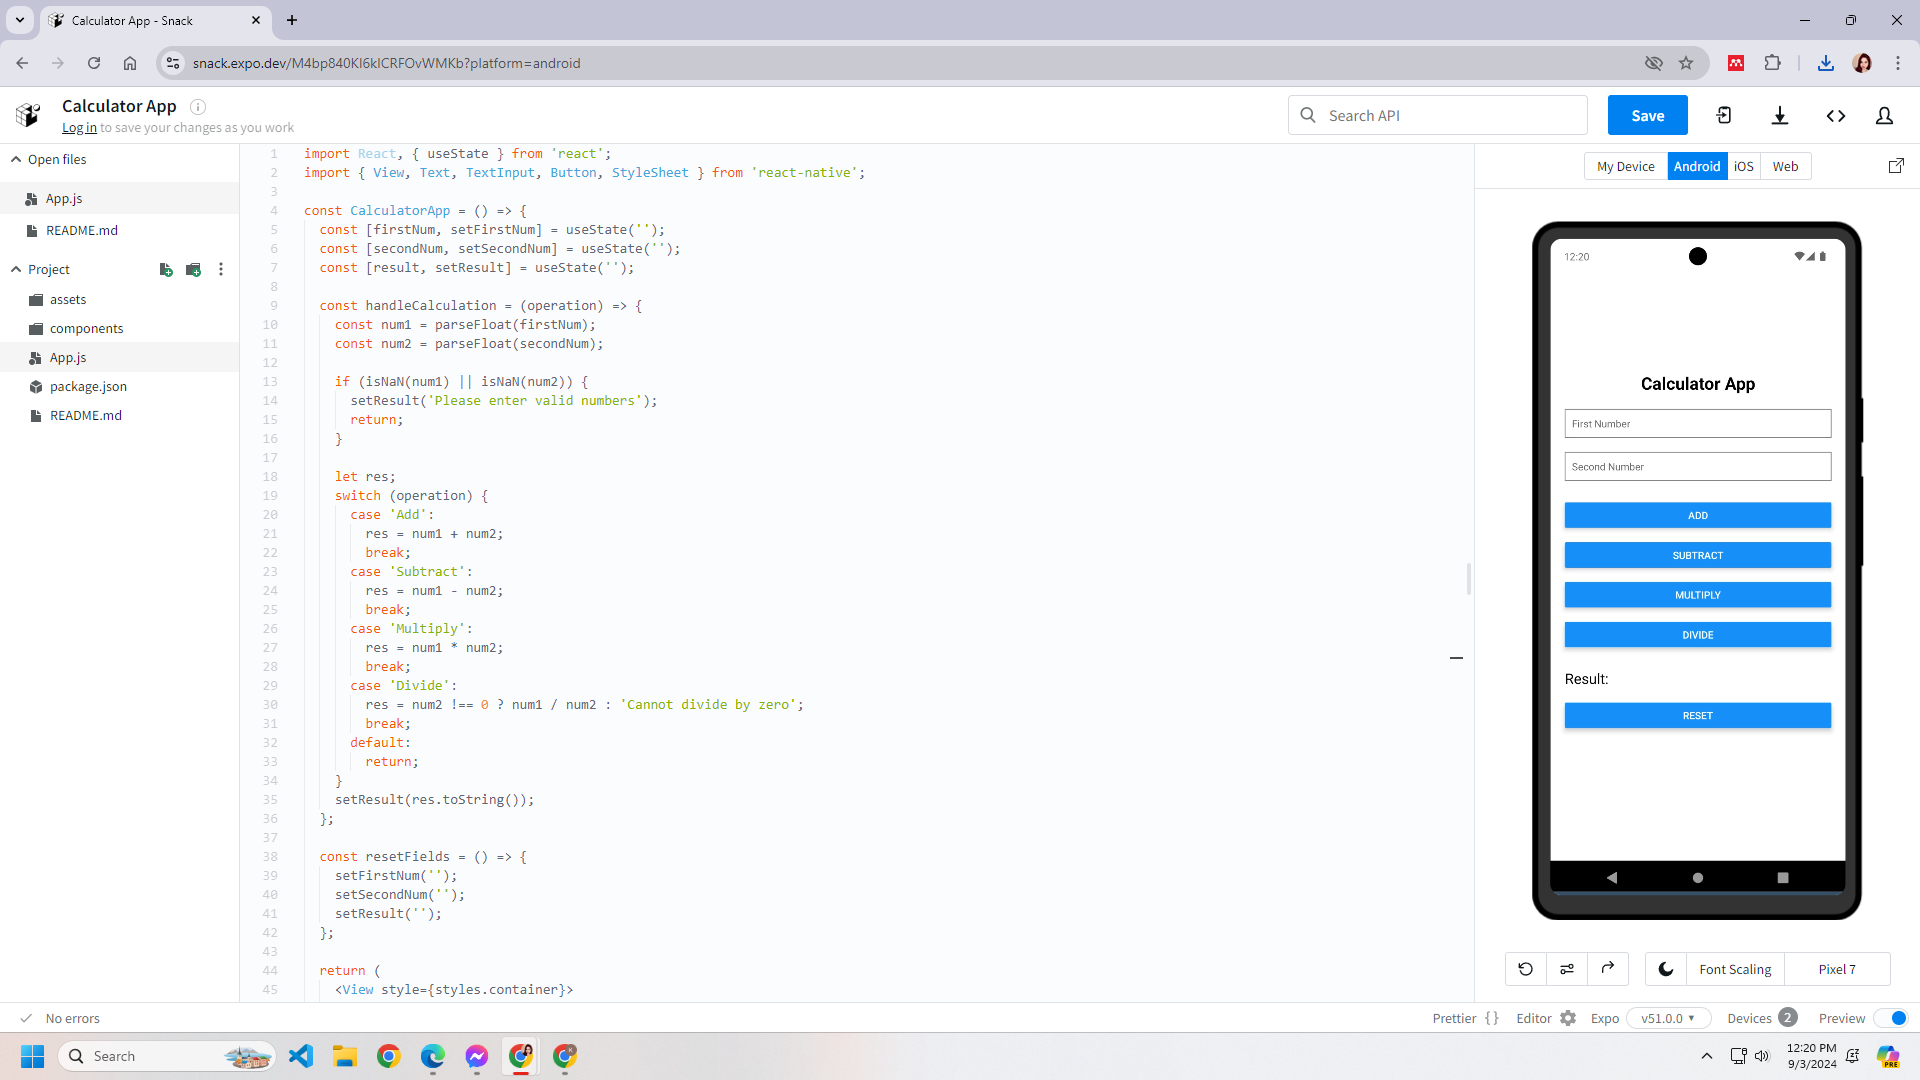 Calculator App - Snack
snack.expo.dev/M4bp840Kl6klCRFOvWMKb?platform=android
Calculator App
Log in to save your changes as you work
Search API
Save
Open files
App.js
README.md
Project
assets
components
App.js
package.json
README.md
1 import React, { useState } from 'react';
2 import { View, Text, TextInput, Button, StyleSheet } from 'react-native';
3
4 const CalculatorApp = () => {
5 const [firstNum, setFirstNum] = useState('');
6 const [secondNum, setSecondNum] = useState('');
7 const [result, setResult] = useState('');
8
9 const handleCalculation = (operation) => {
10 const num1 = parseFloat(firstNum);
11 const num2 = parseFloat(secondNum);
12
13 if (isNaN(num1) || isNaN(num2)) {
14 setResult('Please enter valid numbers');
15 return;
16 }
17
18 let res;
19 switch (operation) {
20 case 'Add':
21 res = num1 + num2;
22 break;
23 case 'Subtract':
24 res = num1 - num2;
25 break;
26 case 'Multiply':
27 res = num1 * num2;
28 break;
29 case 'Divide':
30 res = num2 !== 0 ? num1 / num2 : 'Cannot divide by zero';
31 break;
32 default:
33 return;
34 }
35 setResult(res.toString());
36 };
37
38 const resetFields = () => {
39 setFirstNum('');
40 setSecondNum('');
41 setResult('');
42 };
43
44 return (
45 <View style={styles.container}>
My Device Android iOS Web
12:20
Calculator App
First Number
Second Number
ADD
SUBTRACT
MULTIPLY
DIVIDE
Result:
RESET
Font Scaling Pixel 7
No errors
Prettier {} Editor Expo v51.0.0 Devices 2 Preview
Search
12:20 PM
9/3/2024
PRE